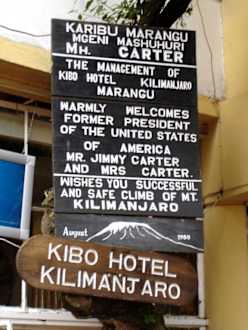 KARIBU MARANGU
MGENI MASHUHURI
MH. CARTER
THE MANAGEMENT OF
KIBO HOTEL KILIMANJARO
MARANGU
WARMLY WELCOMES
FORMER PRESIDENT
OF THE UNITED STATES
OF AMERICA
MR. JIMMY CARTER
AND MRS CARTER.
WISHES YOU SUCCESSFUL
AND SAFE CLIMB OF MT.
KILIMANJARO
August 1988
KIBO HOTEL
KILIMANJARO